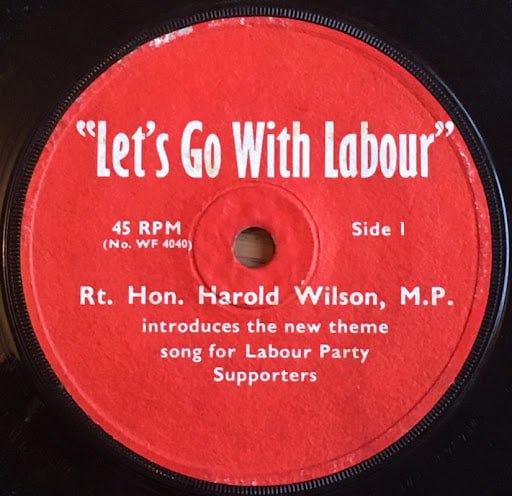 “Let’s Go With Labour”
45 RPM Side 1
(No. WF 4040)
Rt. Hon. Harold Wilson, M.P.
introduces the new theme
song for Labour Party
Supporters